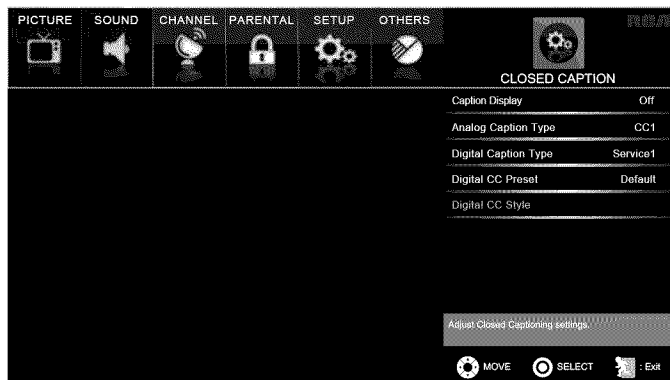 PICTURE SOUND CHANNEL PARENTAL SETUP OTHERS
RCA
CLOSED CAPTION
Caption Display Off
Analog Caption Type CC1
Digital Caption Type Service1
Digital CC Preset Default
Digital CC Style
Adjust Closed Captioning settings.
MOVE SELECT : Exit